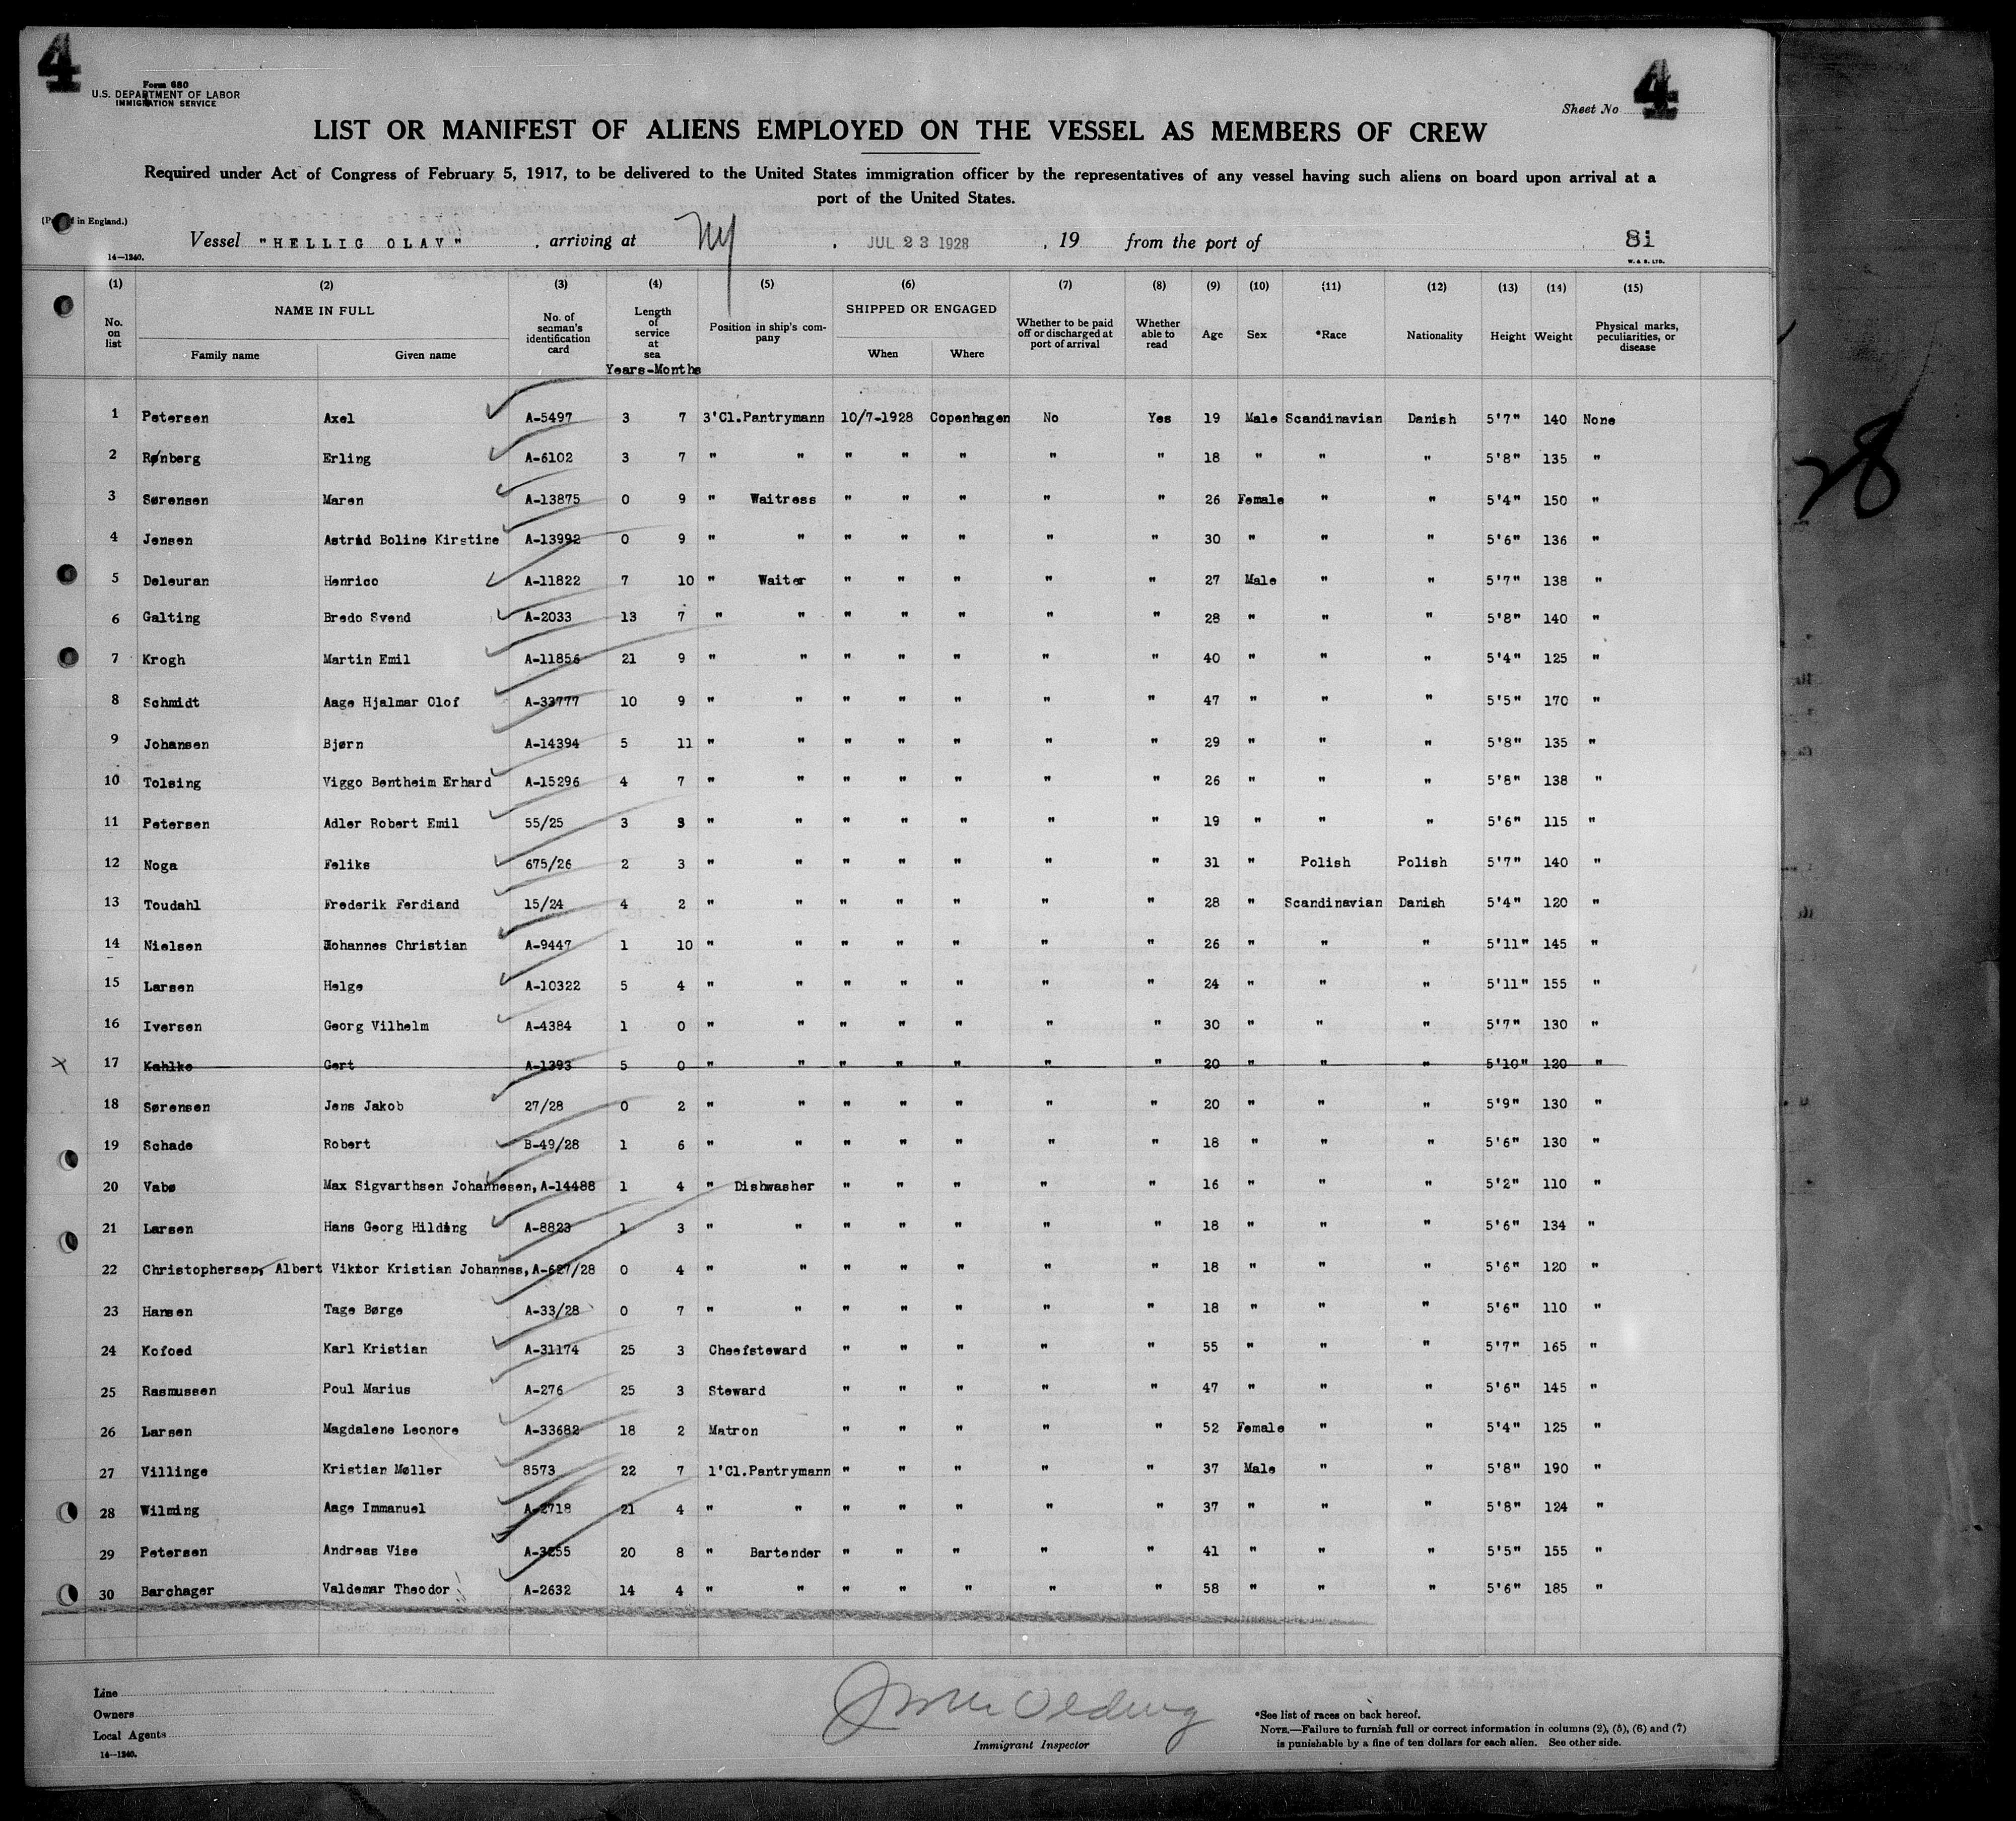 4
Form 680
U.S. DEPARTMENT OF LABOR
IMMIGRATION SERVICE
Sheet No 4
LIST OR MANIFEST OF ALIENS EMPLOYED ON THE VESSEL AS MEMBERS OF CREW
Required under Act of Congress of February 5, 1917, to be delivered to the United States immigration officer by the representatives of any vessel having such aliens on board upon arrival at a
port of the United States.
in England.)
Vessel "HELLIG OLAV" , arriving at NY , JUL 23 1928 , 19 from the port of 8i
14—1240. W. & S. LTD.
(1) (2) (3) (4) (5) (6) (7) (8) (9) (10) (11) (12) (13) (14) (15)
No. on list NAME IN FULL Family name Given name No. of seaman's identification card Length of service at sea Years-Months Position in ship's company SHIPPED OR ENGAGED When Where Whether to be paid off or discharged at port of arrival Whether able to read Age Sex *Race Nationality Height Weight Physical marks, peculiarities, or disease
1 Petersen Axel A-5497 3 7 3'Cl.Pantrymann 10/7-1928 Copenhagen No Yes 19 Male Scandinavian Danish 5'7" 140 None
2 Rønberg Erling A-6102 3 7 " " " " " " " 18 " " " 5'8" 135 "
3 Sørensen Maren A-13875 0 9 " Waitress " " " " " 26 Female " " 5'4" 150 "
4 Jensen Astrid Boline Kirstine A-13992 0 9 " " " " " " " 30 " " " 5'6" 136 "
5 Deleuran Henrico A-11822 7 10 " Waiter " " " " " 27 Male " " 5'7" 138 "
6 Galting Bredo Svend A-2033 13 7 " " " " " " " 28 " " " 5'8" 140 "
7 Krogh Martin Emil A-11856 21 9 " " " " " " " 40 " " " 5'4" 125 "
8 Schmidt Aage Hjalmar Olof A-33777 10 9 " " " " " " " 47 " " " 5'5" 170 "
9 Johansen Bjørn A-14394 5 11 " " " " " " " 29 " " " 5'8" 135 "
10 Tolsing Viggo Bentheim Erhard A-15296 4 7 " " " " " " " 26 " " " 5'8" 138 "
11 Petersen Adler Robert Emil 55/25 3 3 " " " " " " " 19 " " " 5'6" 115 "
12 Noga Feliks 675/26 2 3 " " " " " " " 31 " Polish Polish 5'7" 140 "
13 Toudahl Frederik Ferdiand 15/24 4 2 " " " " " " " 28 " Scandinavian Danish 5'4" 120 "
14 Nielsen Johannes Christian A-9447 1 10 " " " " " " " 26 " " " 5'11" 145 "
15 Larsen Helge A-10322 5 4 " " " " " " " 24 " " " 5'11" 155 "
16 Iversen Georg Vilhelm A-4384 1 0 " " " " " " " 30 " " " 5'7" 130 "
x 17 Kahlke Gert A-1393 5 0 " " " " " " " 20 " " " 5'10" 120 "
18 Sørensen Jens Jakob 27/28 0 2 " " " " " " " 20 " " " 5'9" 130 "
19 Schade Robert B-49/28 1 6 " " " " " " " 18 " " " 5'6" 130 "
20 Vabø Max Sigvarthsen Johannesen, A-14488 1 4 " Dishwasher " " " " " 16 " " " 5'2" 110 "
21 Larsen Hans Georg Hilding A-8823 1 3 " " " " " " " 18 " " " 5'6" 134 "
22 Christophersen, Albert Viktor Kristian Johannes, A-627/28 0 4 " " " " " " " 18 " " " 5'6" 120 "
23 Hansen Tage Børge A-33/28 0 7 " " " " " " " 18 " " " 5'6" 110 "
24 Kofoed Karl Kristian A-31174 25 3 Cheefsteward " " " " " 55 " " " 5'7" 165 "
25 Rasmussen Poul Marius A-276 25 3 Steward " " " " " 47 " " " 5'6" 145 "
26 Larsen Magdalene Leonore A-33682 18 2 Matron " " " " " 52 Female " " 5'4" 125 "
27 Villinge Kristian Møller 8573 22 7 1'Cl.Pantrymann " " " " " 37 Male " " 5'8" 190 "
28 Wilming Aage Immanuel A-2718 21 4 " " " " " " " 37 " " " 5'8" 124 "
29 Petersen Andreas Vise A-3255 20 8 " Bartender " " " " " 41 " " " 5'5" 155 "
30 Barchager Valdemar Theodor A-2632 14 4 " " " " " " " 58 " " " 5'6" 185 "
28
Line
Owners
Local Agents
14—1240.
Immigrant Inspector
*See list of races on back hereof.
NOTE.—Failure to furnish full or correct information in columns (2), (5), (6) and (7)
is punishable by a fine of ten dollars for each alien. See other side.